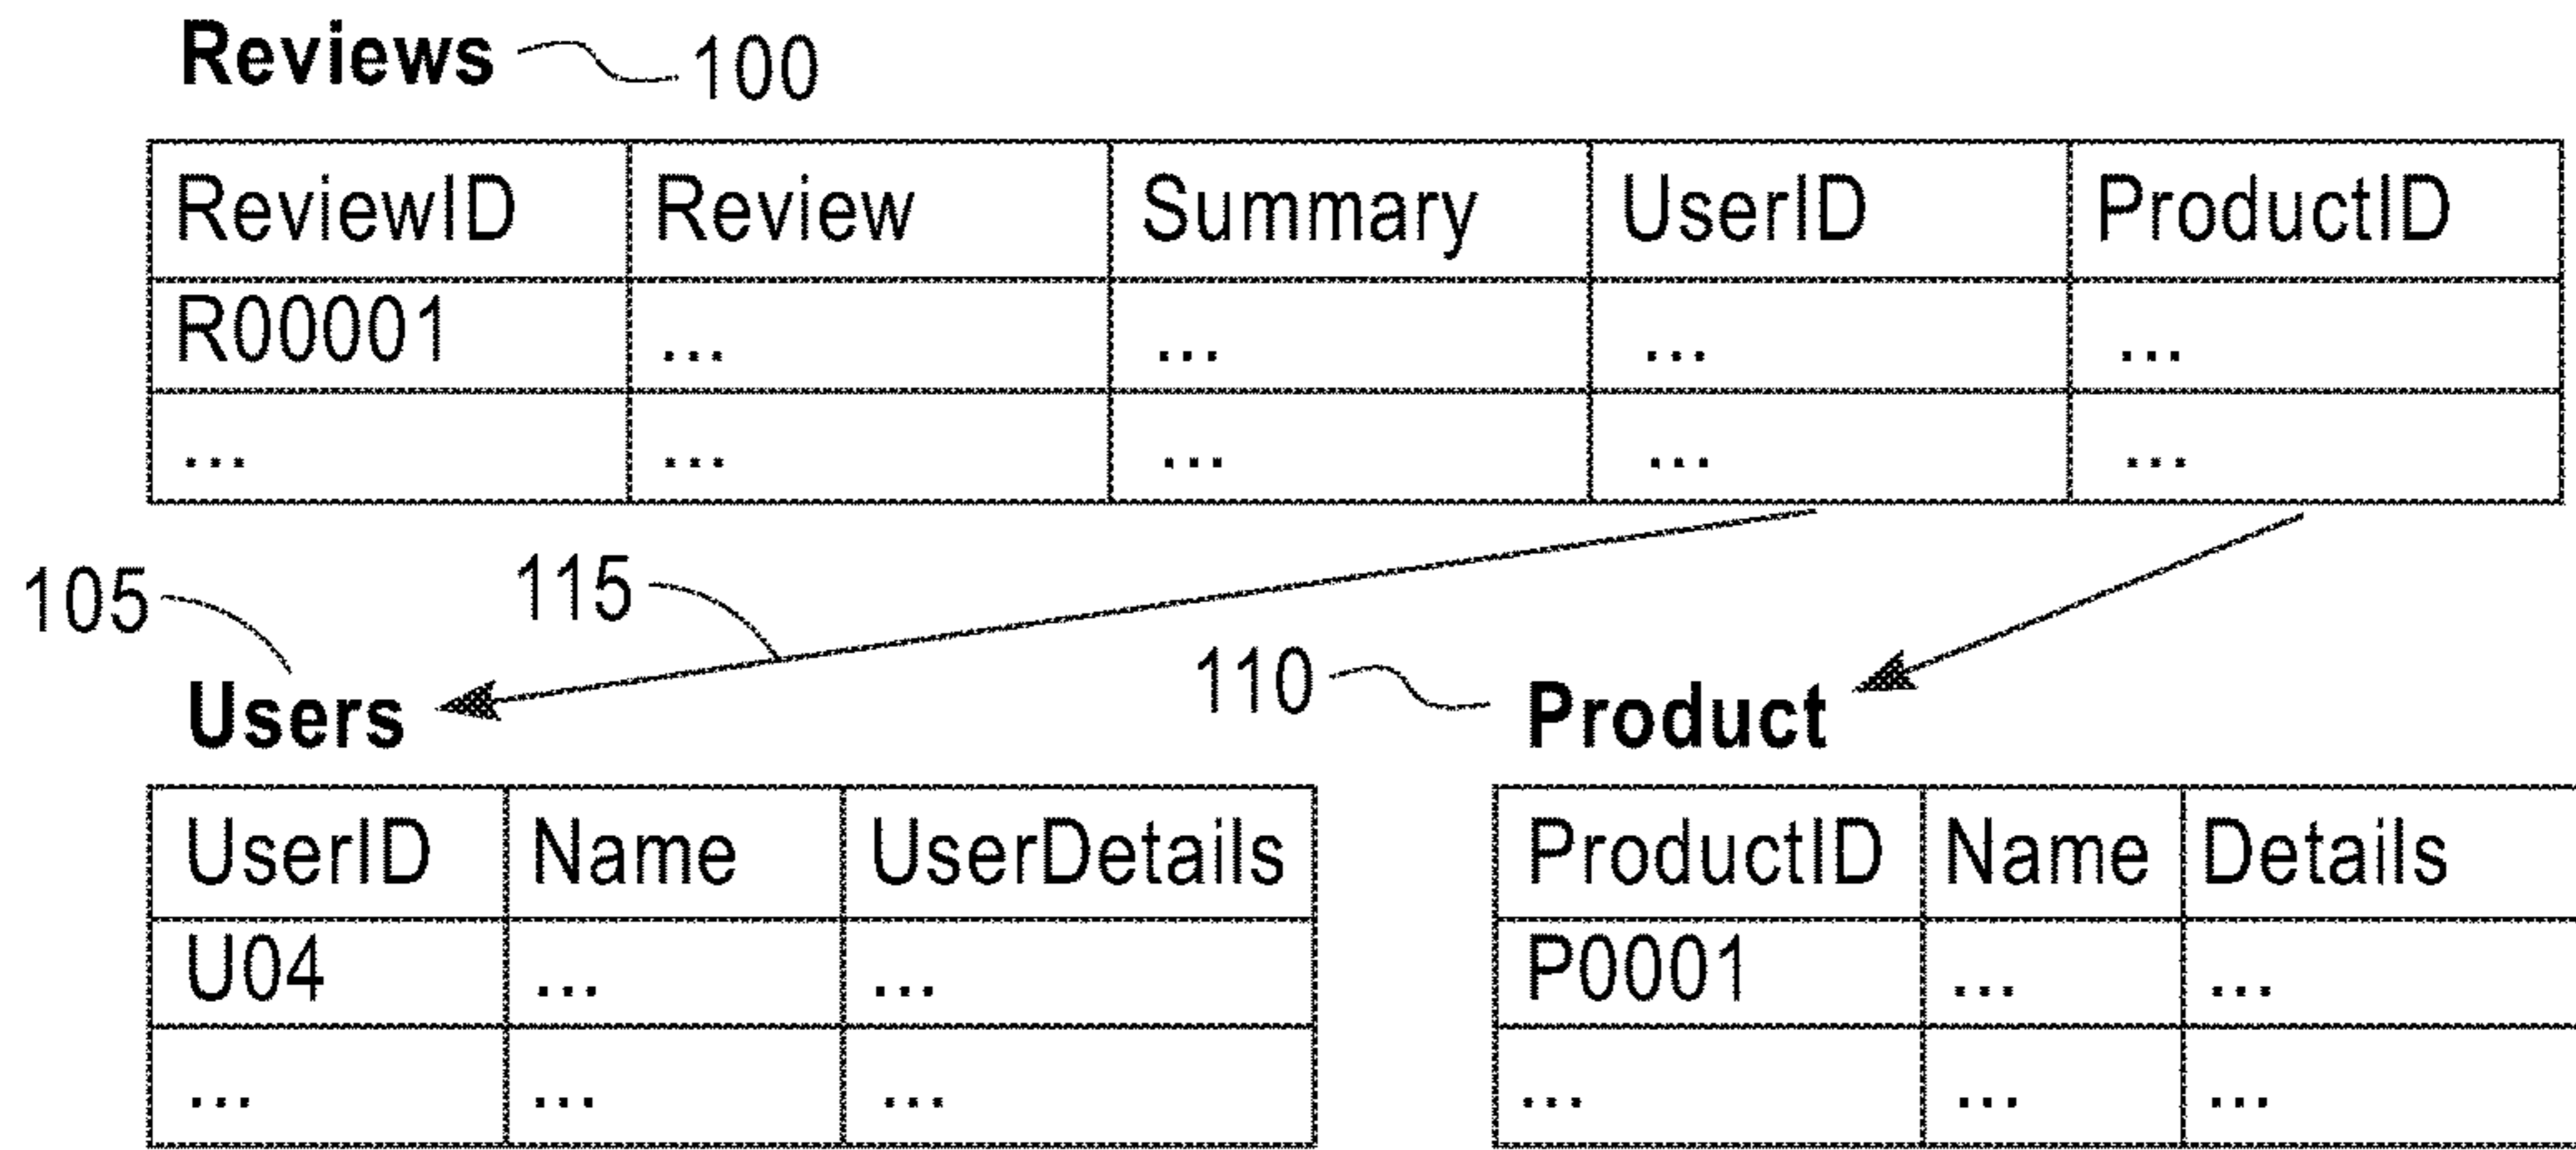 Reviews 100
ReviewID Review Summary UserID ProductID
R00001 ... ... ... ...
... ... ... ... ...
105 115 110
Users Product
UserID Name UserDetails ProductID Name Details
U04 ... ... P0001 ... ...
... ... ... ... ... ...